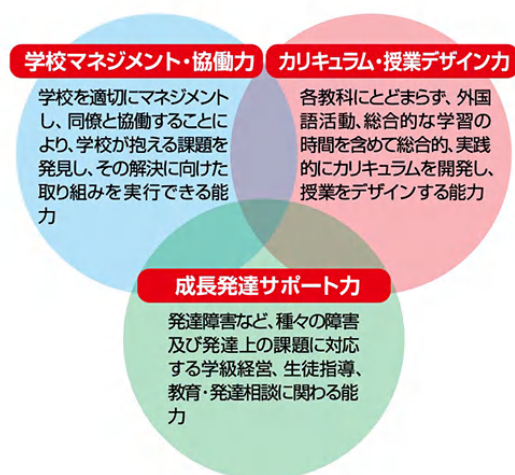 学校マネジメント・協働力
学校を適切にマネジメント
し、同僚と協働することに
より、学校が抱える課題を
発見し、その解決に向けた
取り組みを実行できる能
力
カリキュラム・授業デザイン力
各教科にとどまらず、外国
語活動、総合的な学習の
時間を含めて総合的、実践
的にカリキュラムを開発し、
授業をデザインする能力
成長発達サポート力
発達障害など、種々の障害
及び発達上の課題に対応
する学級経営、生徒指導、
教育・発達相談に関わる能
力